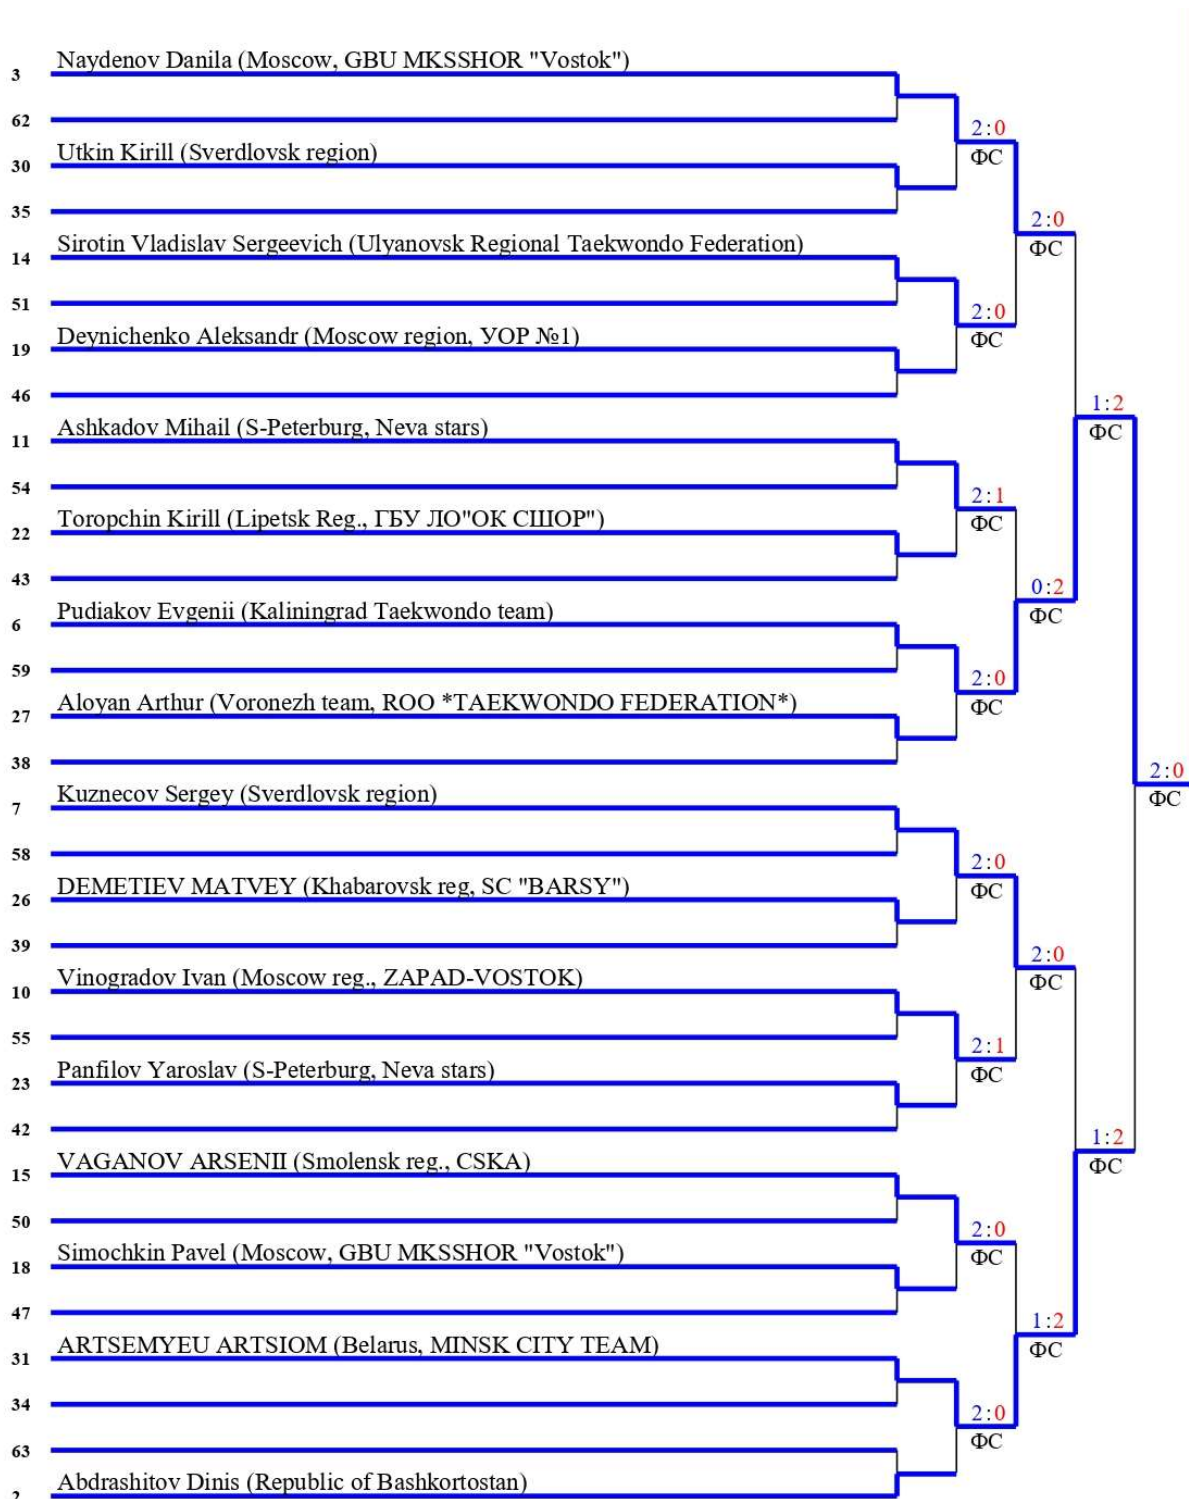 Naydenov Danila (Moscow, GBU MKSSHOR "Vostok")
3
62
2:0
ФС
Utkin Kirill (Sverdlovsk region)
30
35
2:0
ФС
Sirotin Vladislav Sergeevich (Ulyanovsk Regional Taekwondo Federation)
14
51
2:0
ФС
Deynichenko Aleksandr (Moscow region, УОР №1)
19
46
1:2
ФС
Ashkadov Mihail (S-Peterburg, Neva stars)
11
54
2:1
ФС
Toropchin Kirill (Lipetsk Reg., ГБУ ЛО"ОК СШОР")
22
43
0:2
ФС
Pudiakov Evgenii (Kaliningrad Taekwondo team)
6
59
2:0
ФС
Aloyan Arthur (Voronezh team, ROO *TAEKWONDO FEDERATION*)
27
38
2:0
ФС
Kuznecov Sergey (Sverdlovsk region)
7
58
2:0
ФС
DEMETIEV MATVEY (Khabarovsk reg, SC "BARSY")
26
39
2:0
ФС
Vinogradov Ivan (Moscow reg., ZAPAD-VOSTOK)
10
55
2:1
ФС
Panfilov Yaroslav (S-Peterburg, Neva stars)
23
42
1:2
ФС
VAGANOV ARSENII (Smolensk reg., CSKA)
15
50
2:0
ФС
Simochkin Pavel (Moscow, GBU MKSSHOR "Vostok")
18
47
1:2
ФС
ARTSEMYEU ARTSIOM (Belarus, MINSK CITY TEAM)
31
34
2:0
ФС
63
Abdrashitov Dinis (Republic of Bashkortostan)
2